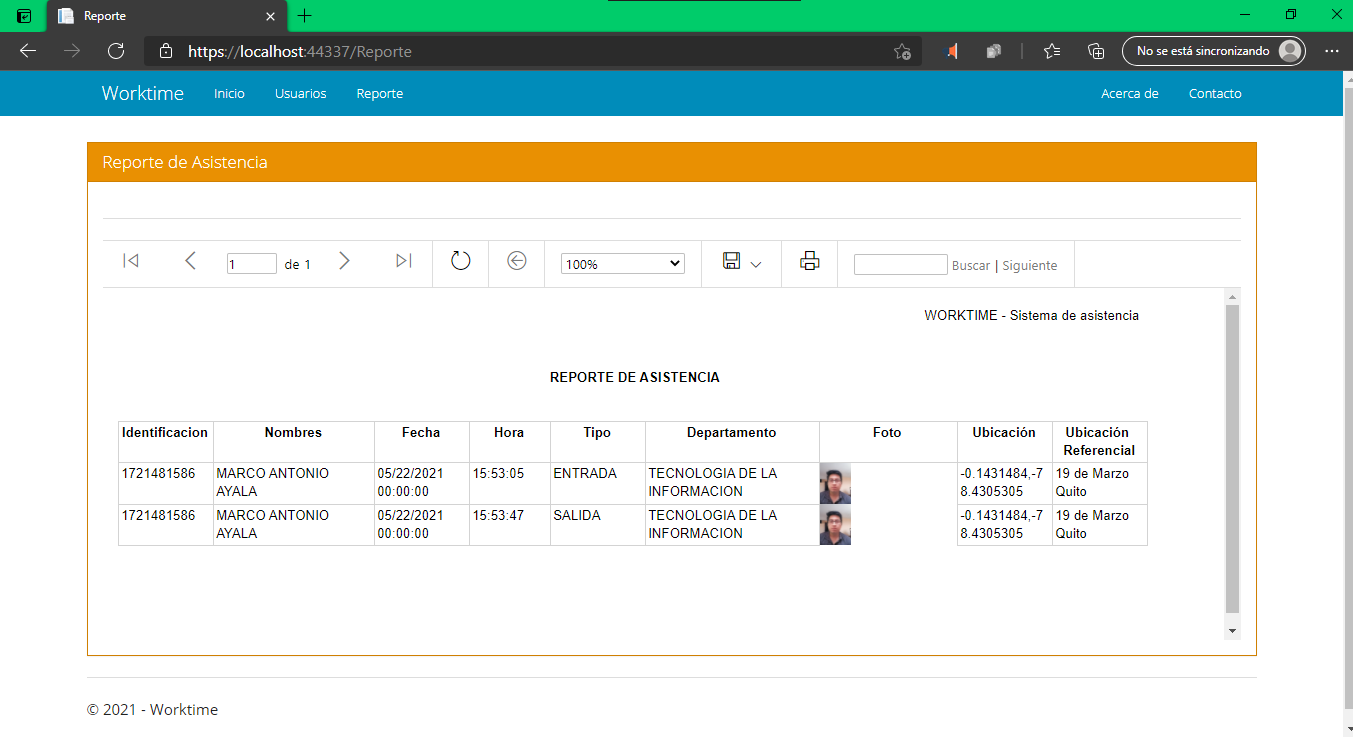 Reporte
https://localhost:44337/Reporte
No se está sincronizando
Worktime Inicio Usuarios Reporte Acerca de Contacto
Reporte de Asistencia
1 de 1 100% Buscar | Siguiente
WORKTIME - Sistema de asistencia
REPORTE DE ASISTENCIA
Identificacion Nombres Fecha Hora Tipo Departamento Foto Ubicación Ubicación
Referencial
1721481586 MARCO ANTONIO 05/22/2021 15:53:05 ENTRADA TECNOLOGIA DE LA -0.1431484,-7 19 de Marzo
AYALA 00:00:00 INFORMACION 8.4305305 Quito
1721481586 MARCO ANTONIO 05/22/2021 15:53:47 SALIDA TECNOLOGIA DE LA -0.1431484,-7 19 de Marzo
AYALA 00:00:00 INFORMACION 8.4305305 Quito
© 2021 - Worktime